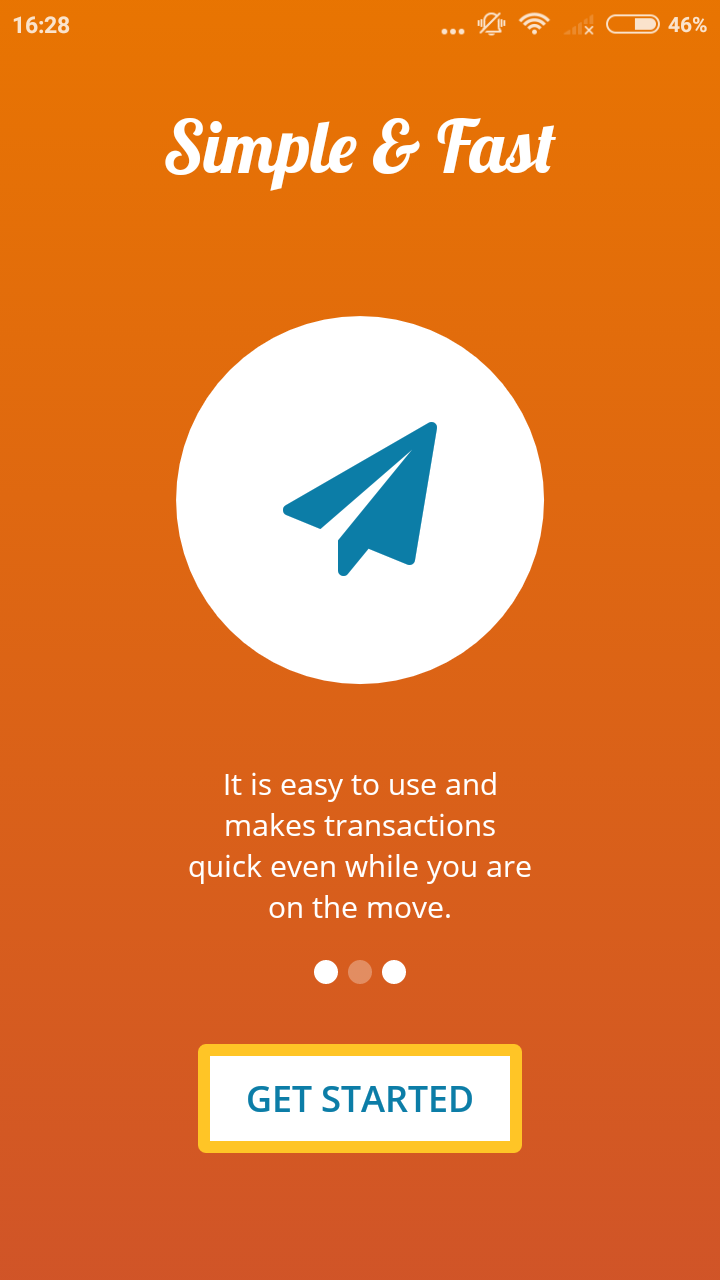 16:28
46%
Simple & Fast
It is easy to use and
makes transactions
quick even while you are
on the move.
GET STARTED